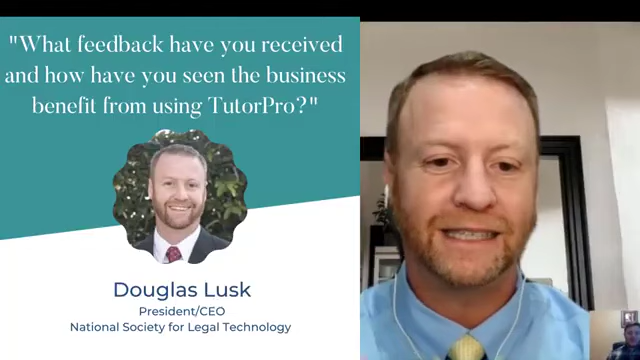 "What feedback have you received
and how have you seen the business
benefit from using TutorPro?"
Douglas Lusk
President/CEO
National Society for Legal Technology